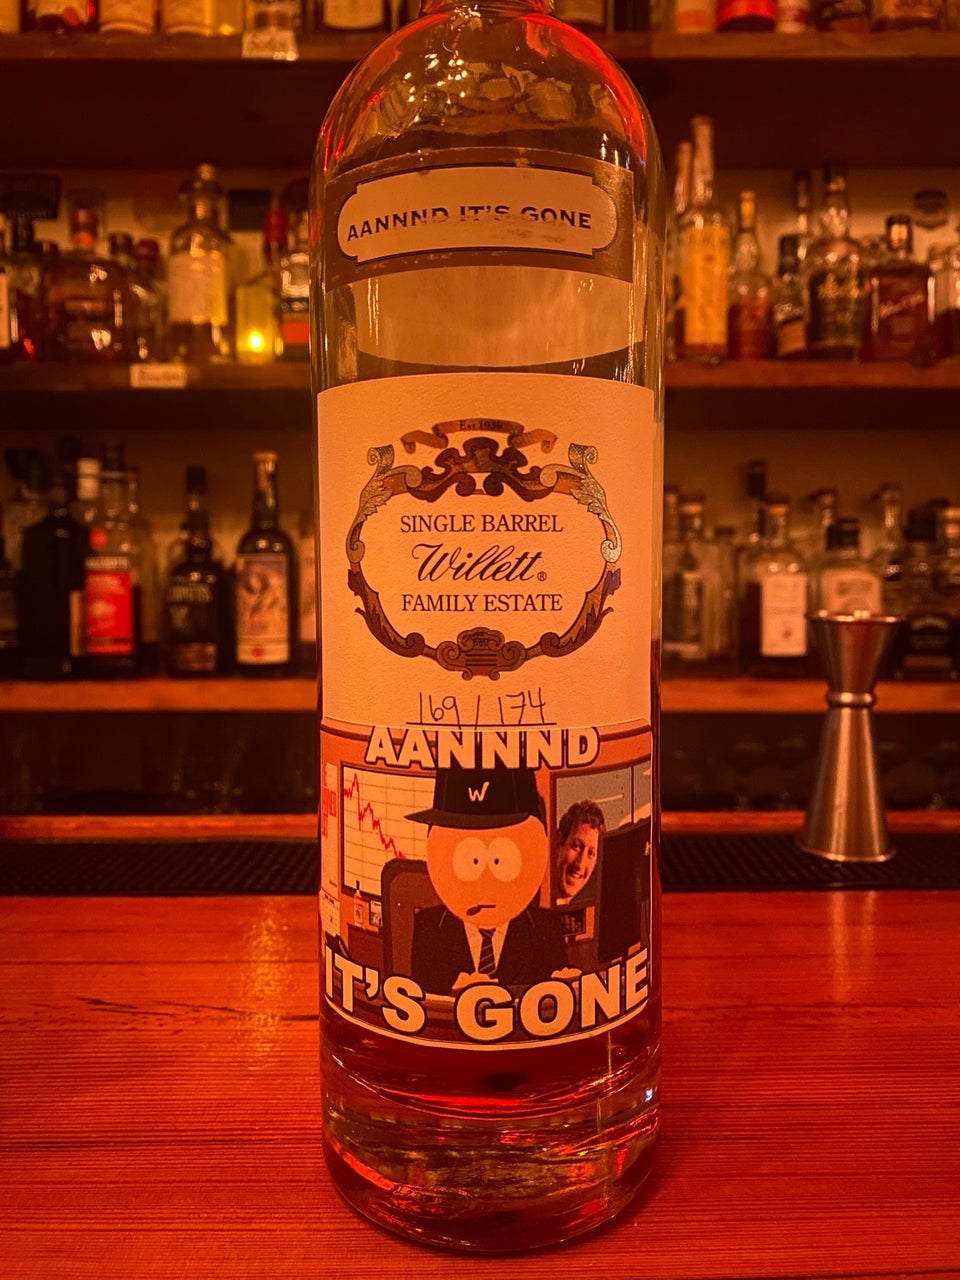 AANNND IT'S GONE
Est 1936
SINGLE BARREL
Willett®
FAMILY ESTATE
169 / 174
AANNND
W
IT'S GONE